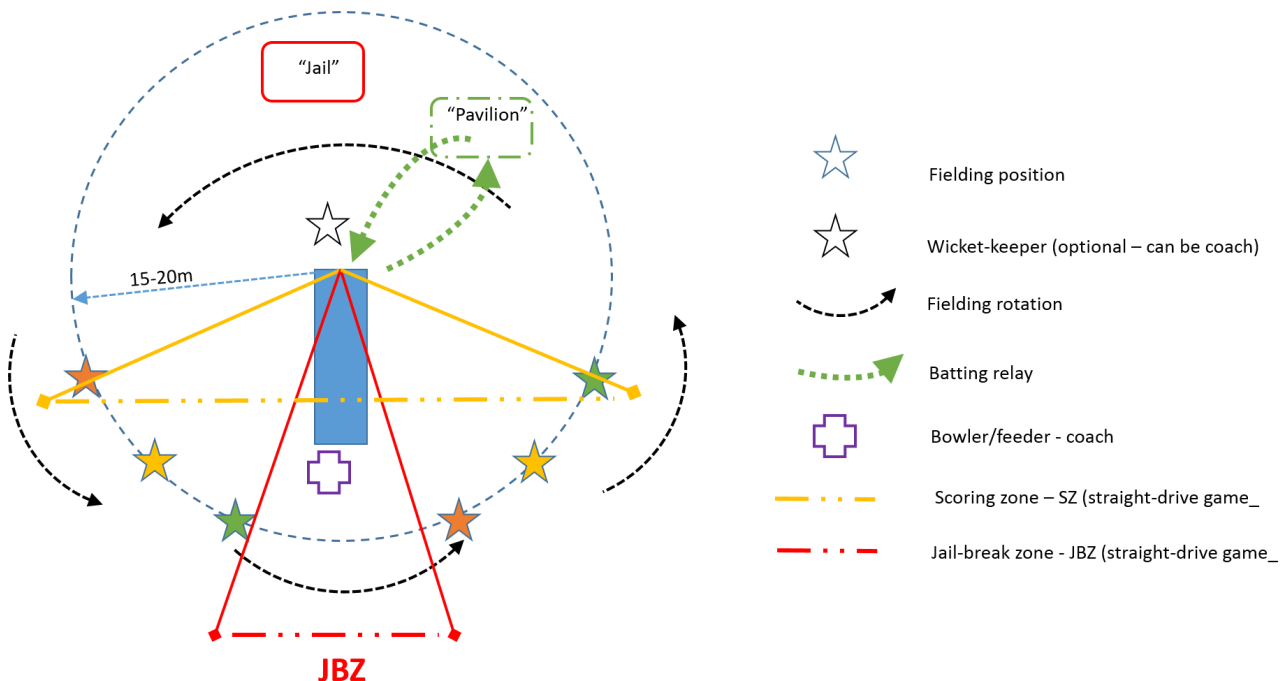 “Jail”
“Pavilion”
15-20m
JBZ
Fielding position
Wicket-keeper (optional – can be coach)
Fielding rotation
Batting relay
Bowler/feeder - coach
Scoring zone – SZ (straight-drive game_
Jail-break zone - JBZ (straight-drive game_